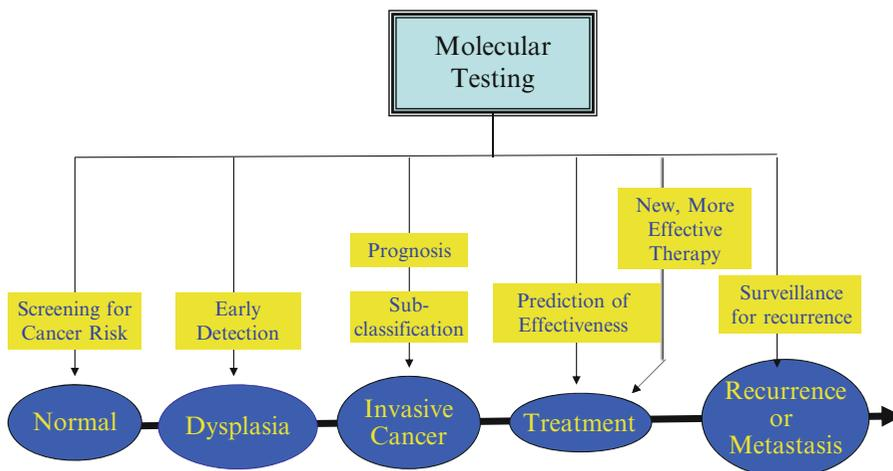 Molecular
Testing
New, More
Effective
Therapy
Prognosis
Screening for
Cancer Risk
Early
Detection
Sub-
classification
Prediction of
Effectiveness
Surveillance
for recurrence
Normal
Dysplasia
Invasive
Cancer
Treatment
Recurrence
or
Metastasis